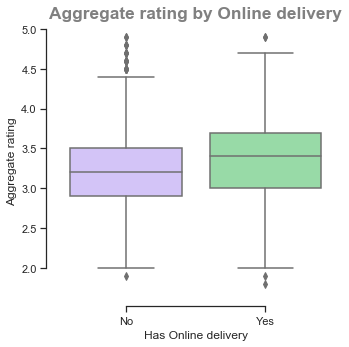 Aggregate rating by Online delivery
5.0
4.5
4.0
3.5
3.0
2.5
2.0
Aggregate rating
No
Yes
Has Online delivery